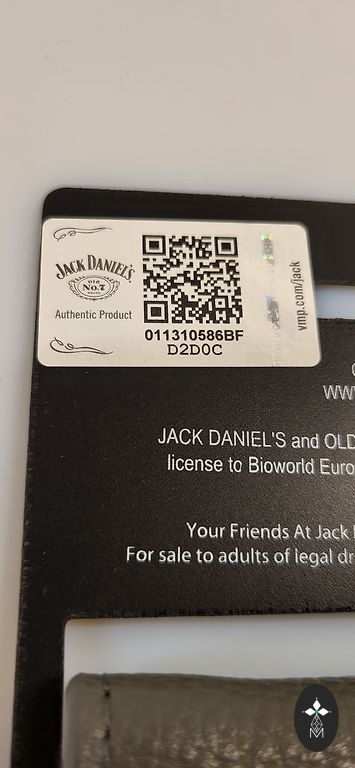 JACK DANIEL'S
OLD
No.7
BRAND
Authentic Product
011310586BF
D2D0C
vmp.com/jack
JACK DANIEL'S and OLD
license to Bioworld Euro
Your Friends At Jack
For sale to adults of legal dr
M